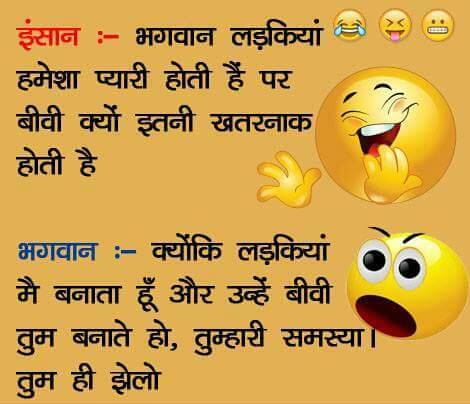 इंसान :– भगवान लड़कियां
हमेशा प्यारी होती हैं पर
बीवी क्यों इतनी खतरनाक
होती है
भगवान :– क्योंकि लड़कियां
मै बनाता हूँ और उन्हें बीवी
तुम बनाते हो, तुम्हारी समस्या।
तुम ही झेलो